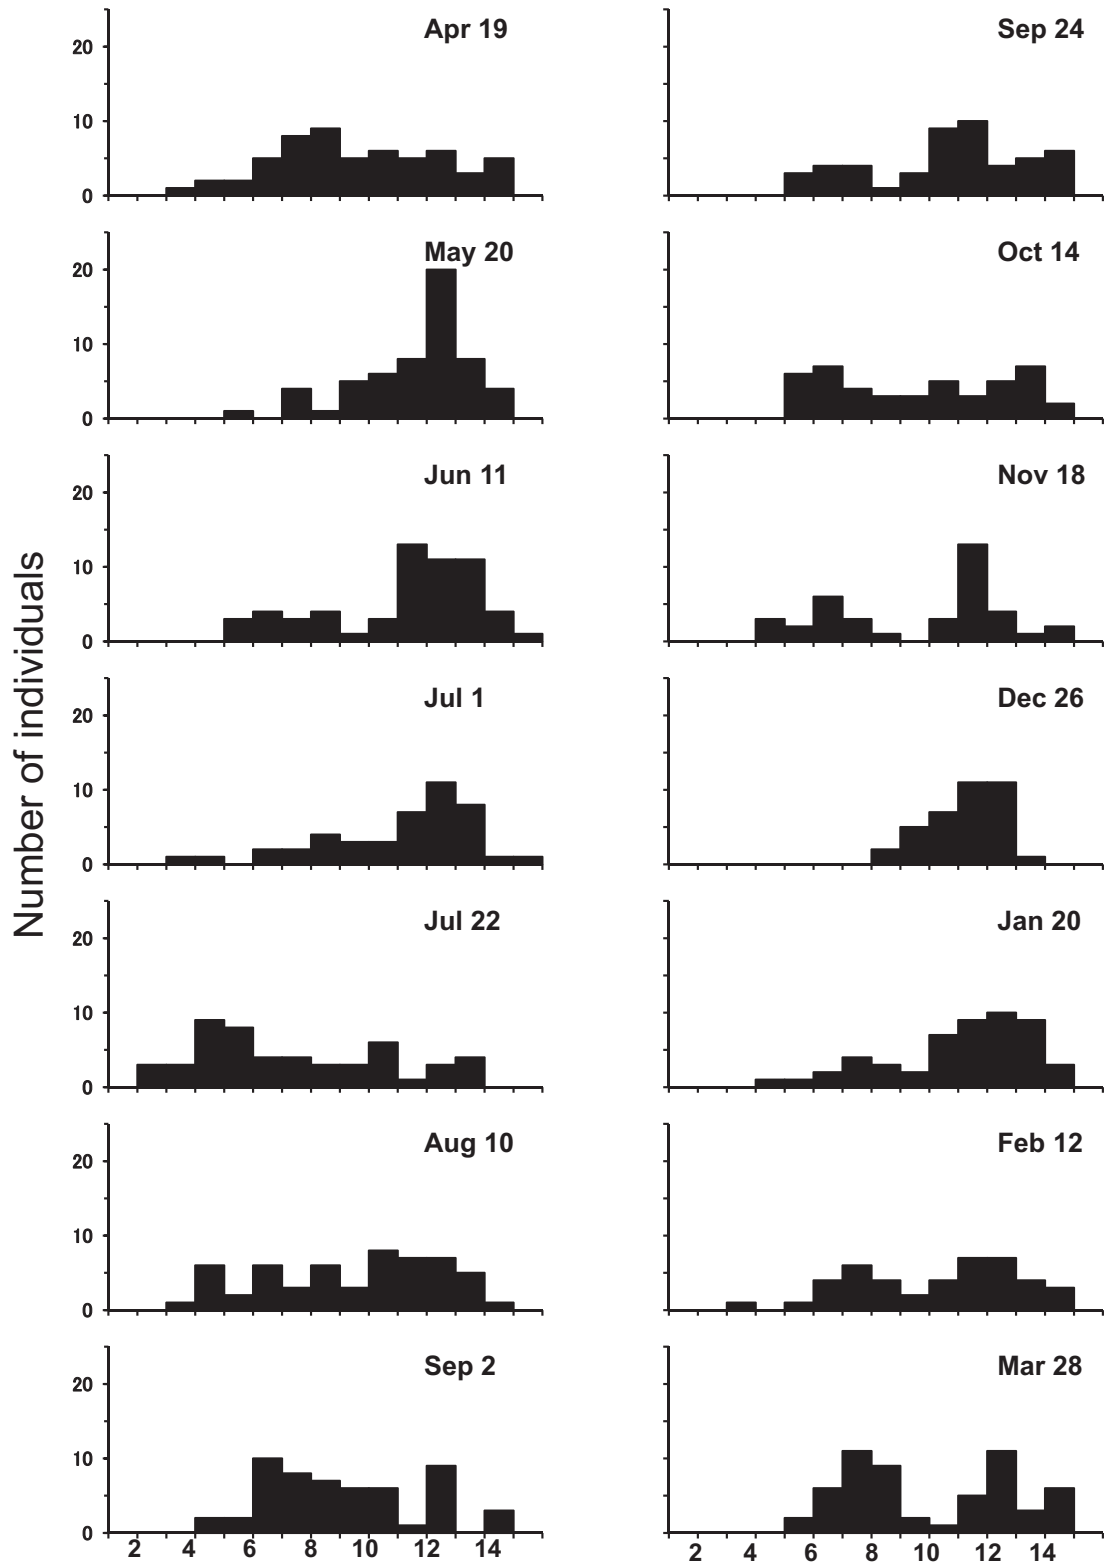 Number of individuals
Apr 19
20
10
0
May 20
20
10
0
Jun 11
20
10
0
Jul 1
20
10
0
Jul 22
20
10
0
Aug 10
20
10
0
Sep 2
20
10
0
2 4 6 8 10 12 14
Sep 24
Oct 14
Nov 18
Dec 26
Jan 20
Feb 12
Mar 28
2 4 6 8 10 12 14